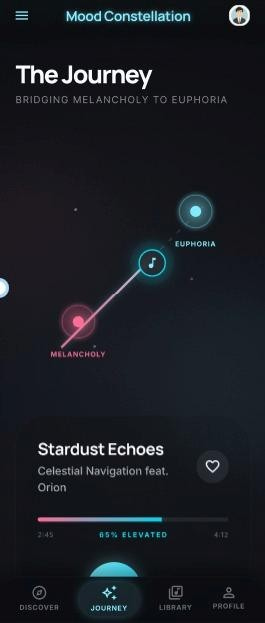 Mood Constellation
The Journey
BRIDGING MELANCHOLY TO EUPHORIA
EUPHORIA
MELANCHOLY
Stardust Echoes
Celestial Navigation feat.
Orion
2:45 65% ELEVATED 4:12
DISCOVER JOURNEY LIBRARY PROFILE